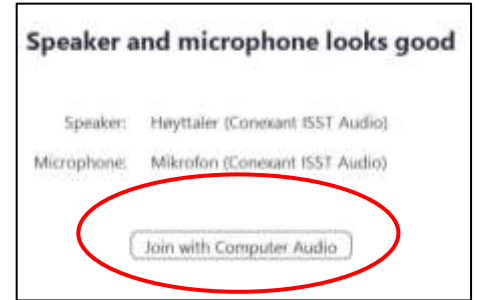 Speaker and microphone looks good
Speaker: Høyttaler (Conexant ISST Audio)
Microphone: Mikrofon (Conexant ISST Audio)
Join with Computer Audio